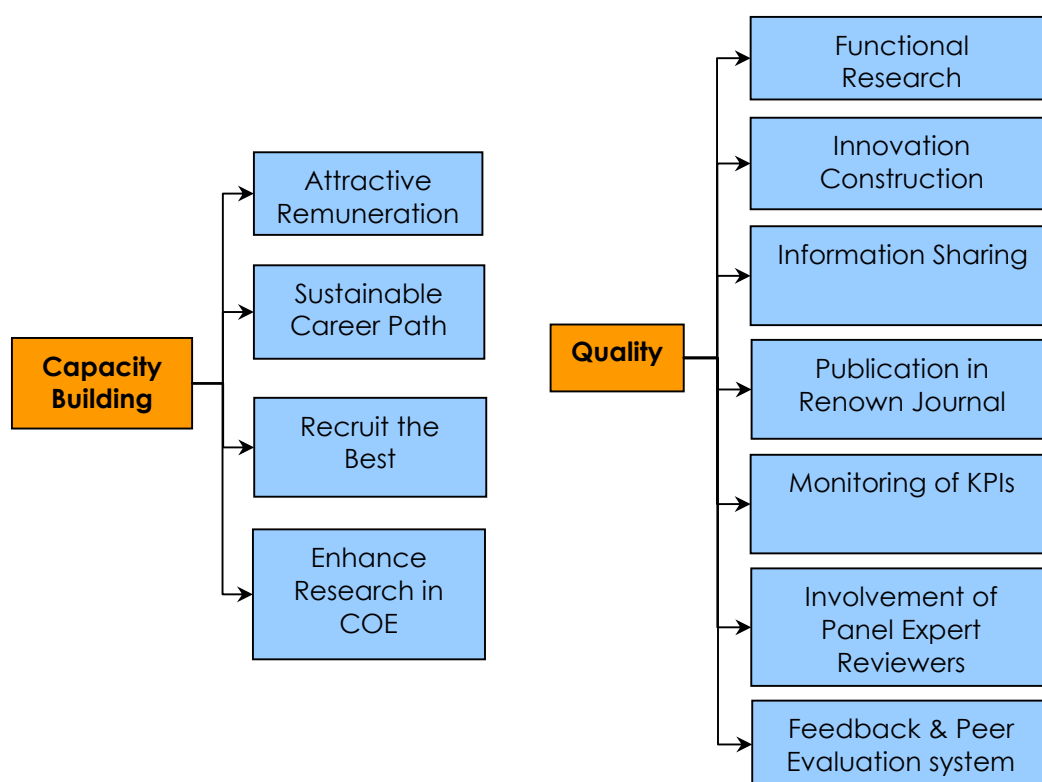 Capacity
Building
Attractive
Remuneration
Sustainable
Career Path
Recruit the
Best
Enhance
Research in
COE
Quality
Functional
Research
Innovation
Construction
Information Sharing
Publication in
Renown Journal
Monitoring of KPIs
Involvement of
Panel Expert
Reviewers
Feedback & Peer
Evaluation system